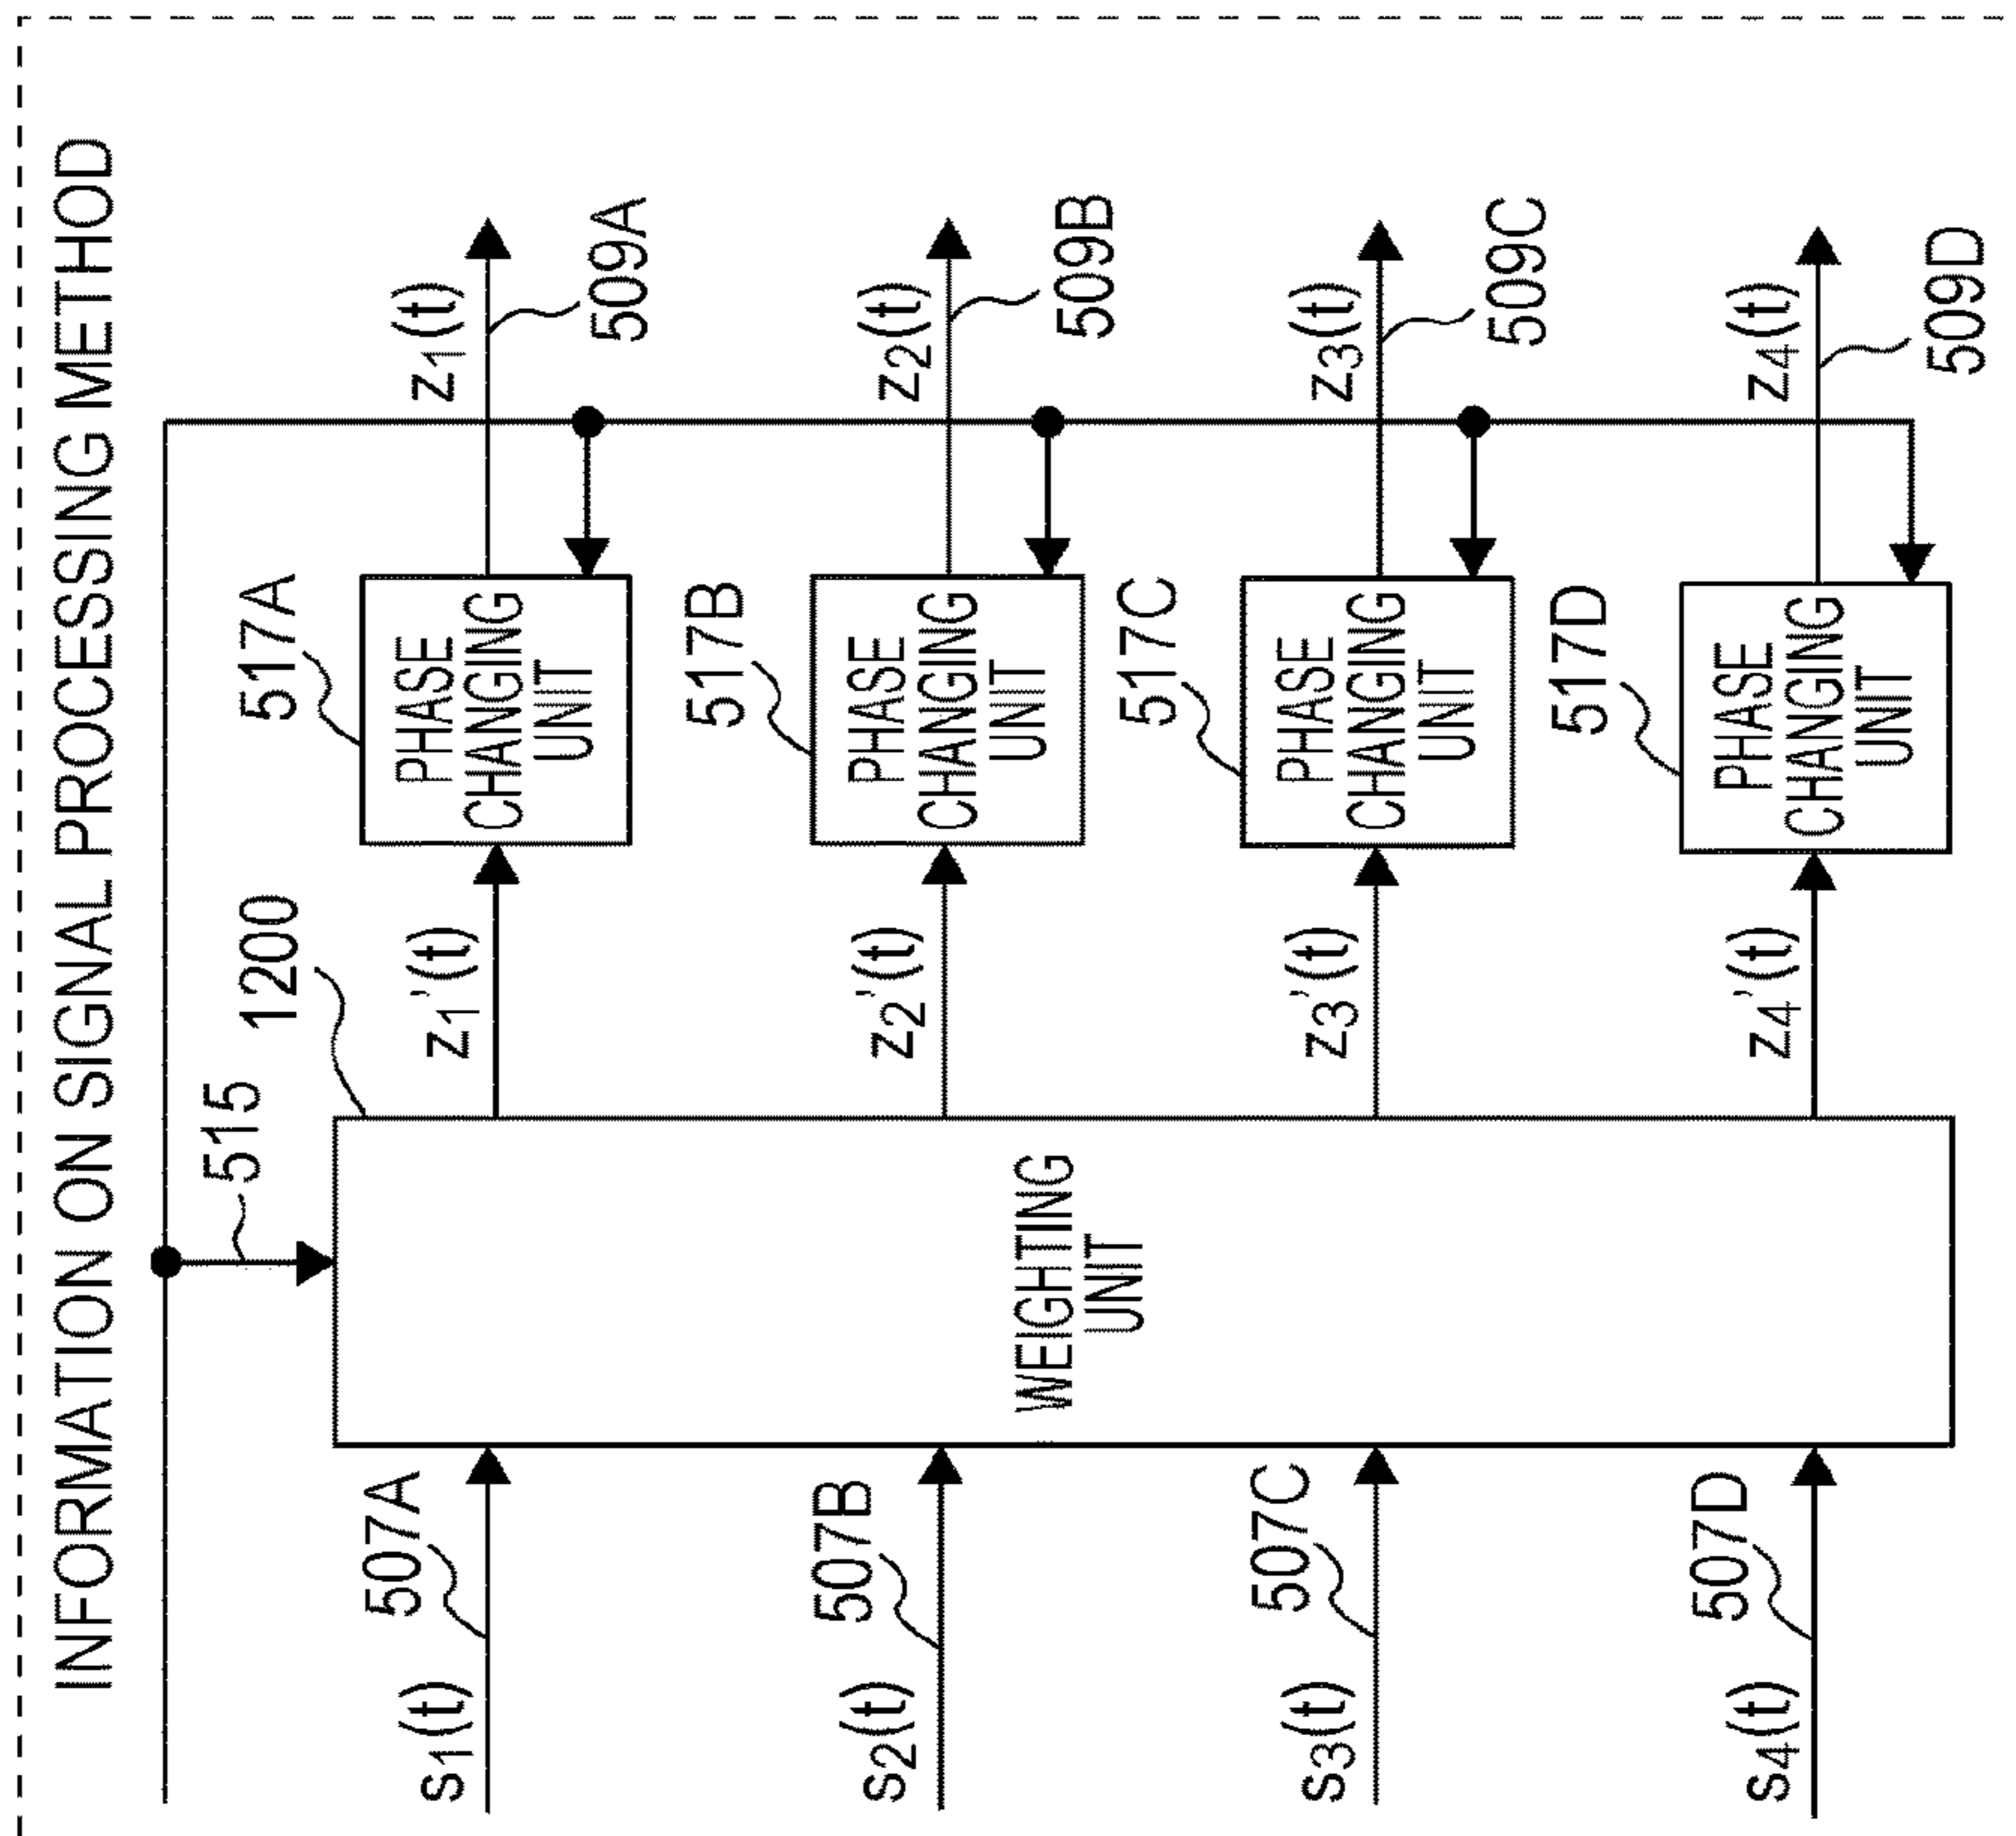 INFORMATION ON SIGNAL PROCESSING METHOD
515
1200
s1(t)
507A
z1'(t)
517A
PHASE
CHANGING
UNIT
z1(t)
509A
s2(t)
507B
z2'(t)
517B
PHASE
CHANGING
UNIT
z2(t)
509B
WEIGHTING
UNIT
s3(t)
507C
z3'(t)
517C
PHASE
CHANGING
UNIT
z3(t)
509C
s4(t)
507D
z4'(t)
517D
PHASE
CHANGING
UNIT
z4(t)
509D